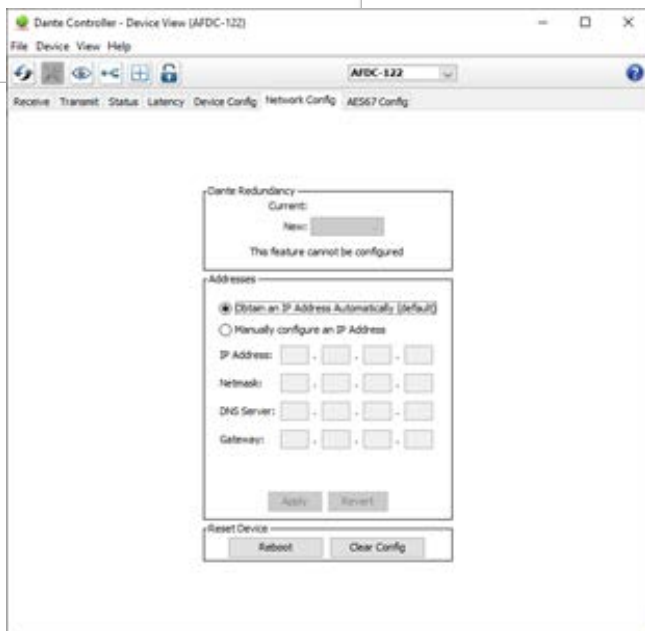 Dante Controller - Device View (AFDC-122)
File Device View Help
AFDC-122
Receive Transmit Status Latency Device Config Network Config AES67 Config
Dante Redundancy
Current:
New:
This feature cannot be configured
Addresses
Obtain an IP Address Automatically (default)
Manually configure an IP Address
IP Address: . . .
Netmask: . . .
DNS Server: . . .
Gateway: . . .
Apply Revert
Reset Device
Reboot Clear Config